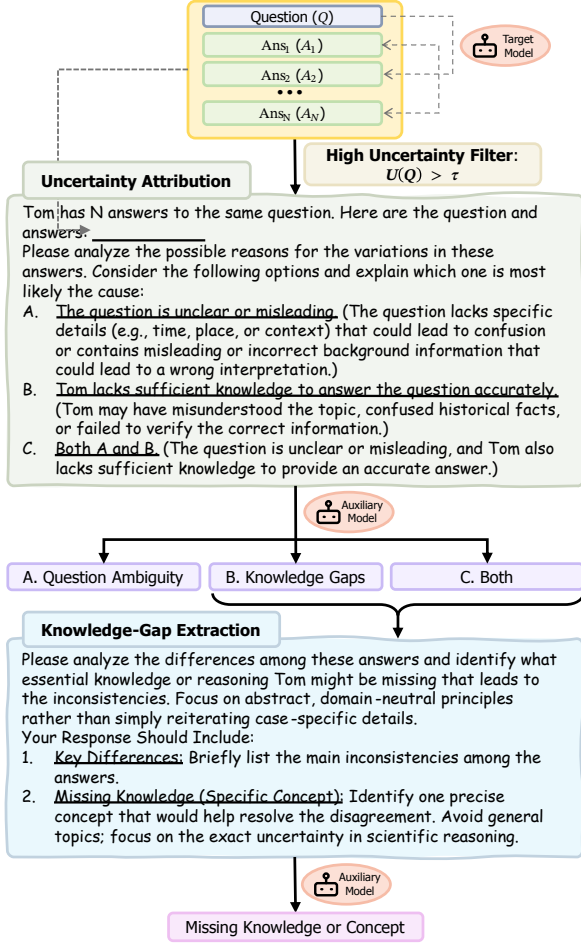 Question (Q)
Ans₁ (A₁)
Ans₂ (A₂)
•••
Ansɴ (Aɴ)
Target
Model
High Uncertainty Filter:
U(Q) > τ
Uncertainty Attribution
Tom has N answers to the same question. Here are the question and
answers:
Please analyze the possible reasons for the variations in these
answers. Consider the following options and explain which one is most
likely the cause:
A. The question is unclear or misleading. (The question lacks specific
details (e.g., time, place, or context) that could lead to confusion
or contains misleading or incorrect background information that
could lead to a wrong interpretation.)
B. Tom lacks sufficient knowledge to answer the question accurately.
(Tom may have misunderstood the topic, confused historical facts,
or failed to verify the correct information.)
C. Both A and B. (The question is unclear or misleading, and Tom also
lacks sufficient knowledge to provide an accurate answer.)
Auxiliary
Model
A. Question Ambiguity
B. Knowledge Gaps
C. Both
Knowledge-Gap Extraction
Please analyze the differences among these answers and identify what
essential knowledge or reasoning Tom might be missing that leads to
the inconsistencies. Focus on abstract, domain-neutral principles
rather than simply reiterating case-specific details.
Your Response Should Include:
1. Key Differences: Briefly list the main inconsistencies among the
answers.
2. Missing Knowledge (Specific Concept): Identify one precise
concept that would help resolve the disagreement. Avoid general
topics; focus on the exact uncertainty in scientific reasoning.
Auxiliary
Model
Missing Knowledge or Concept